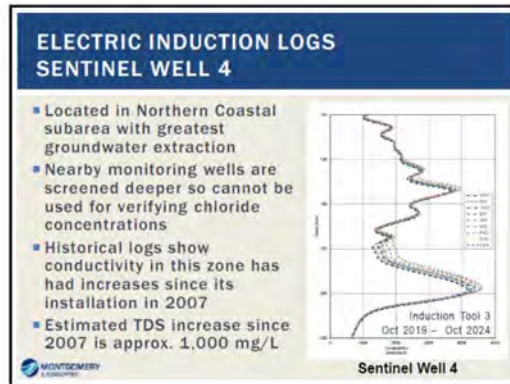 ELECTRIC INDUCTION LOGS
SENTINEL WELL 4
Located in Northern Coastal
subarea with greatest
groundwater extraction
Nearby monitoring wells are
screened deeper so cannot be
used for verifying chloride
concentrations
Historical logs show
conductivity in this zone has
had increases since its
installation in 2007
Estimated TDS increase since
2007 is approx. 1,000 mg/L
Induction Tool 3
Oct 2019 – Oct 2024
MONTGOMERY
Sentinel Well 4